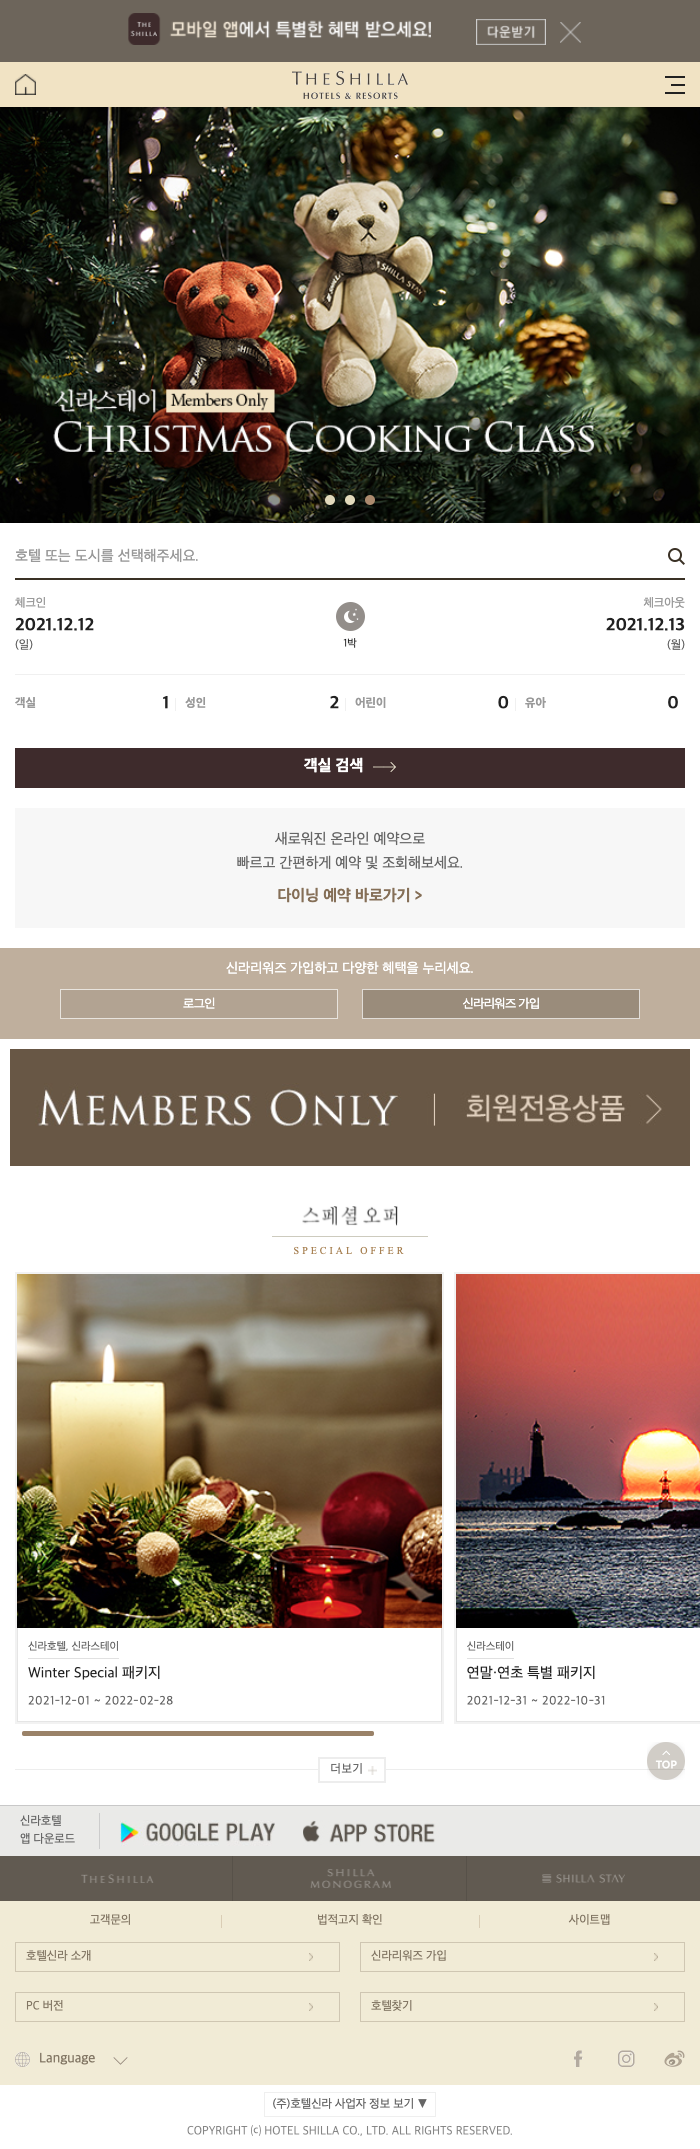 THE SHILLA
모바일 앱에서 특별한 혜택 받으세요!
다운받기
THE SHILLA
HOTELS & RESORTS
SHILLA STAY
신라스테이 Members Only
CHRISTMAS COOKING CLASS
호텔 또는 도시를 선택해주세요.
체크인 체크아웃
2021.12.12 2021.12.13
(일) 1박 (월)
객실 1 성인 2 어린이 0 유아 0
객실 검색
새로워진 온라인 예약으로
빠르고 간편하게 예약 및 조회해보세요.
다이닝 예약 바로가기 >
신라리워즈 가입하고 다양한 혜택을 누리세요.
로그인 신라리워즈 가입
MEMBERS ONLY 회원전용상품
스페셜 오퍼
SPECIAL OFFER
신라호텔, 신라스테이
Winter Special 패키지
2021-12-01 ~ 2022-02-28
신라스테이
연말·연초 특별 패키지
2021-12-31 ~ 2022-10-31
더보기 +
TOP
신라호텔
앱 다운로드
GOOGLE PLAY APP STORE
THE SHILLA
SHILLA
MONOGRAM
SHILLA STAY
고객문의 법적고지 확인 사이트맵
호텔신라 소개 신라리워즈 가입
PC 버전 호텔찾기
Language
(주)호텔신라 사업자 정보 보기 ▼
COPYRIGHT (c) HOTEL SHILLA CO., LTD. ALL RIGHTS RESERVED.